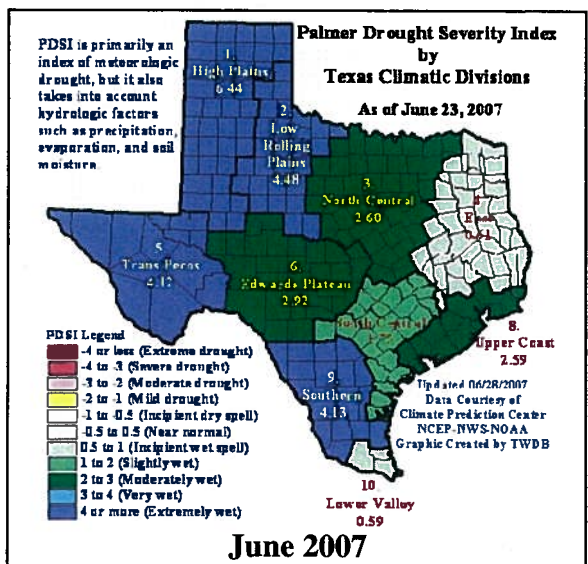 PDSI is primarily an
index of meteorologic
drought, but it also
takes into account
hydrologic factors
such as precipitation,
evaporation, and soil
moisture.
Palmer Drought Severity Index
by
Texas Climatic Divisions
As of June 23, 2007
1.
High Plains
6.44
2.
Low
Rolling
Plains
4.48
3.
North Central
2.60
East
5.
Trans Pecos
4.12
6.
Edwards Plateau
2.92
South Central
8.
Upper Coast
2.59
9.
Southern
4.13
10.
Lower Valley
0.59
PDSI Legend
-4 or less (Extreme drought)
-4 to -3 (Severe drought)
-3 to -2 (Moderate drought)
-2 to -1 (Mild drought)
-1 to -0.5 (Incipient dry spell)
-0.5 to 0.5 (Near normal)
0.5 to 1 (Incipient wet spell)
1 to 2 (Slightly wet)
2 to 3 (Moderately wet)
3 to 4 (Very wet)
4 or more (Extremely wet)
Updated 06/28/2007
Data Courtesy of
Climate Prediction Center
NCEP-NWS-NOAA
Graphic Created by TWDB
June 2007